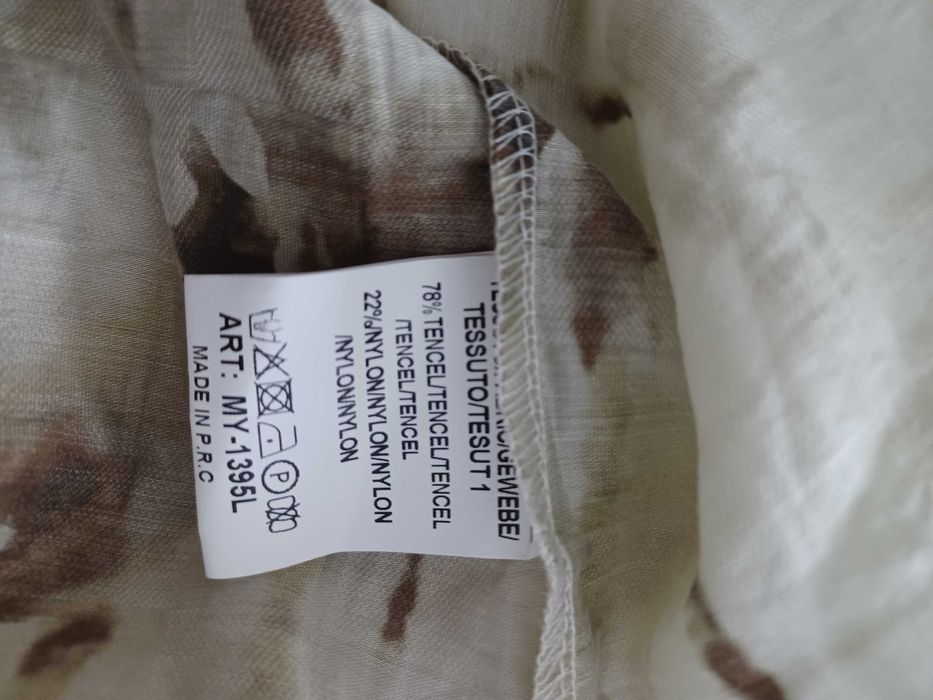 GEWEBE/
TESSUTO/TESUT 1
78% TENCEL/TENCEL/TENCEL
/TENCEL/TENCEL
22%/NYLON/NYLON/NYLON
/NYLON/NYLON
P
ART: MY-1395L
MADE IN P.R.C